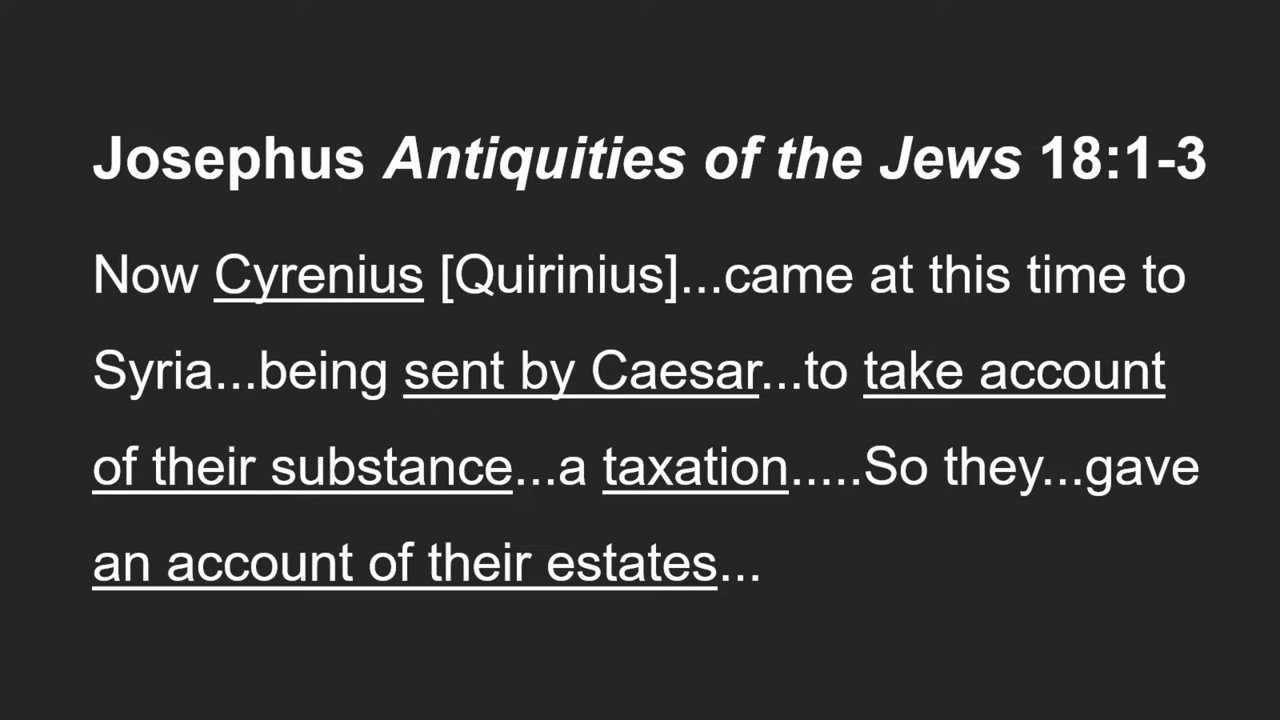 Josephus Antiquities of the Jews 18:1-3
Now Cyrenius [Quirinius]...came at this time to
Syria...being sent by Caesar...to take account
of their substance...a taxation.....So they...gave
an account of their estates...